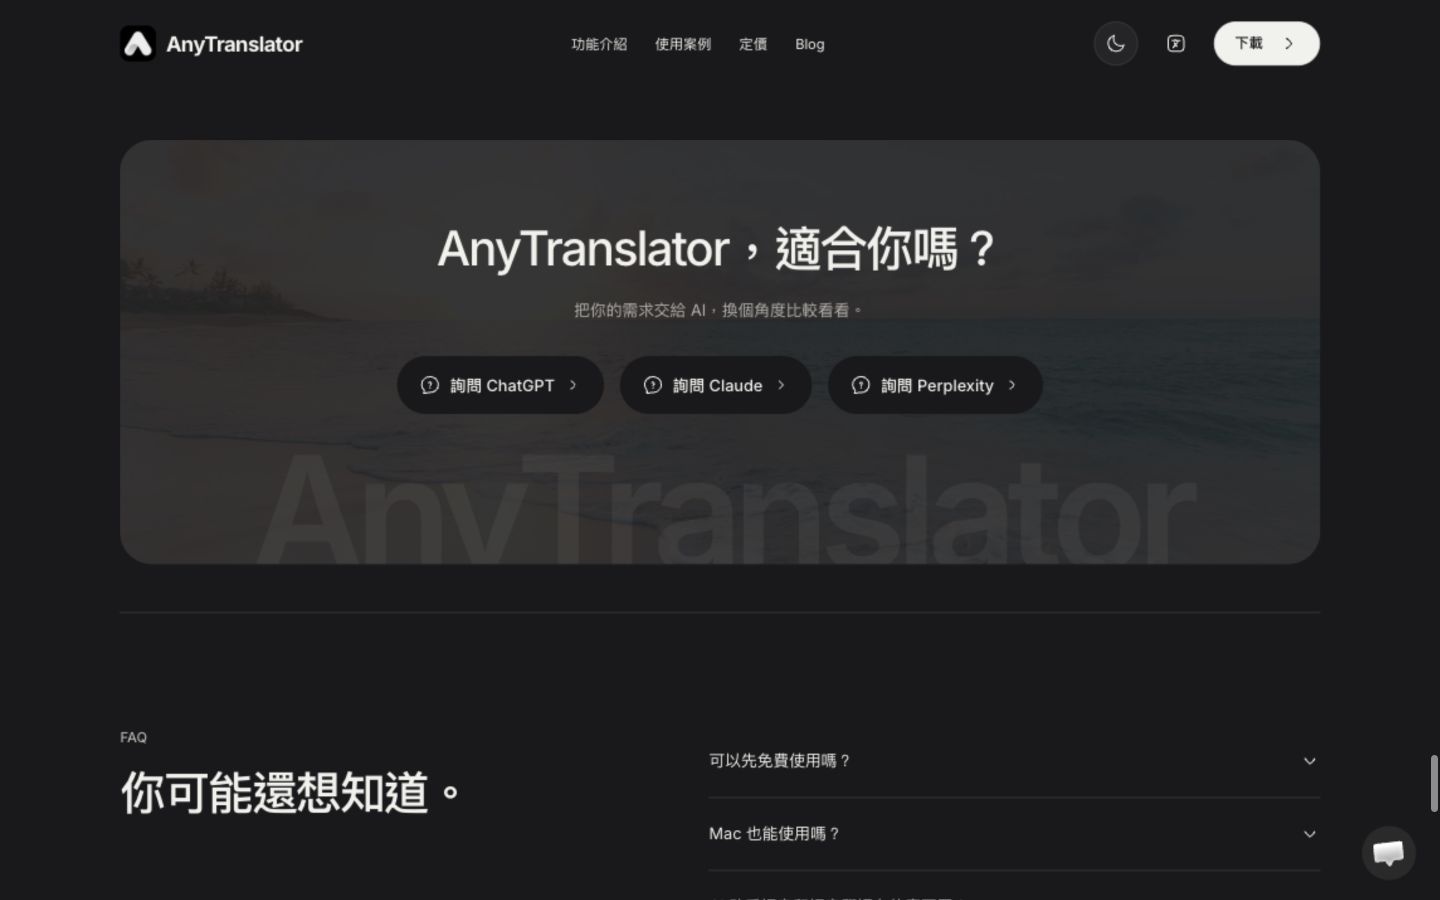 AnyTranslator
功能介紹
使用案例
定價
Blog
下載
AnyTranslator，適合你嗎？
把你的需求交給 AI，換個角度比較看看。
詢問 ChatGPT
詢問 Claude
詢問 Perplexity
AnyTranslator
FAQ
你可能還想知道。
可以先免費使用嗎？
Mac 也能使用嗎？